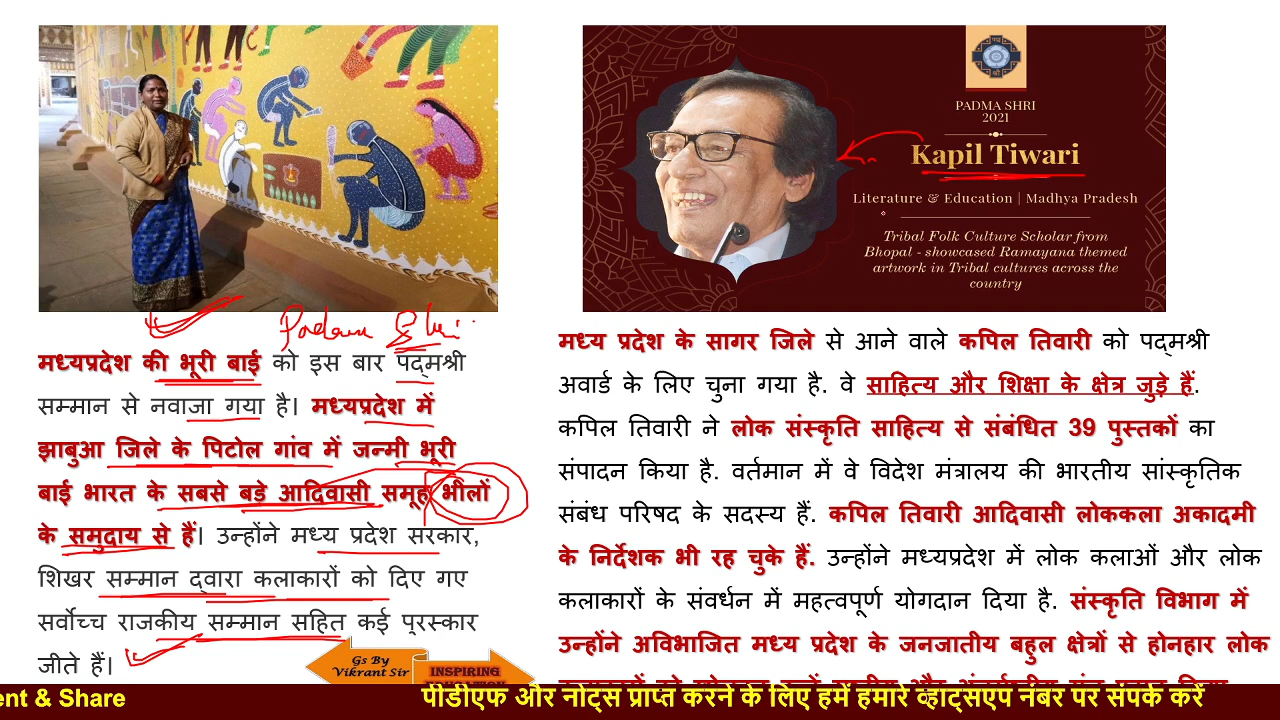 PADMA SHRI
2021
Kapil Tiwari
Literature & Education | Madhya Pradesh
Tribal Folk Culture Scholar from
Bhopal - showcased Ramayana themed
artwork in Tribal cultures across the
country
Padam Shri
मध्यप्रदेश की भूरी बाई को इस बार पद्मश्री
सम्मान से नवाजा गया है। मध्यप्रदेश में
झाबुआ जिले के पिटोल गांव में जन्मी भूरी
बाई भारत के सबसे बड़े आदिवासी समूह भीलों
के समुदाय से हैं। उन्होंने मध्य प्रदेश सरकार,
शिखर सम्मान द्वारा कलाकारों को दिए गए
सर्वोच्च राजकीय सम्मान सहित कई पुरस्कार
जीते हैं।
मध्य प्रदेश के सागर जिले से आने वाले कपिल तिवारी को पद्मश्री
अवार्ड के लिए चुना गया है. वे साहित्य और शिक्षा के क्षेत्र जुड़े हैं.
कपिल तिवारी ने लोक संस्कृति साहित्य से संबंधित 39 पुस्तकों का
संपादन किया है. वर्तमान में वे विदेश मंत्रालय की भारतीय सांस्कृतिक
संबंध परिषद के सदस्य हैं. कपिल तिवारी आदिवासी लोककला अकादमी
के निर्देशक भी रह चुके हैं. उन्होंने मध्यप्रदेश में लोक कलाओं और लोक
कलाकारों के संवर्धन में महत्वपूर्ण योगदान दिया है. संस्कृति विभाग में
उन्होंने अविभाजित मध्य प्रदेश के जनजातीय बहुल क्षेत्रों से होनहार लोक
Gs By
Vikrant Sir
INSPIRING
ent & Share
पीडीएफ और नोट्स प्राप्त करने के लिए हमें हमारे व्हाट्सएप नंबर पर संपर्क करें